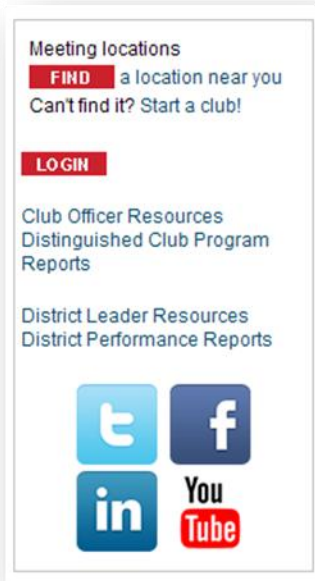 Meeting locations
FIND a location near you
Can't find it? Start a club!
LOGIN
Club Officer Resources
Distinguished Club Program
Reports
District Leader Resources
District Performance Reports
t f
in You
Tube